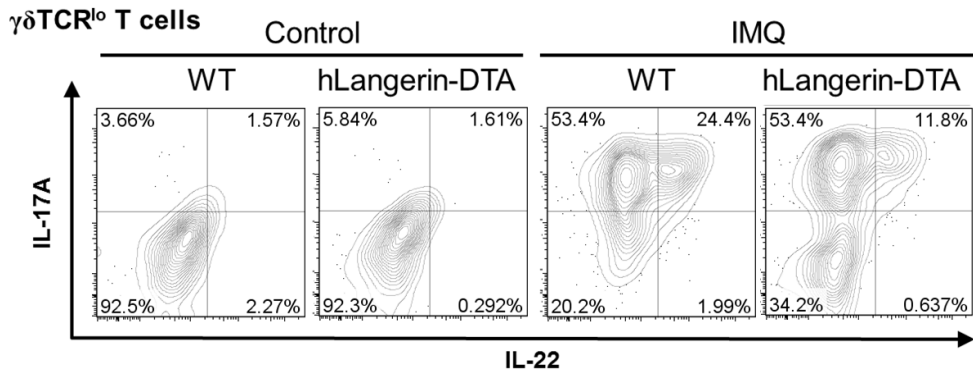 γδTCRlo T cells
Control IMQ
WT hLangerin-DTA WT hLangerin-DTA
3.66% 1.57% 5.84% 1.61% 53.4% 24.4% 53.4% 11.8%
IL-17A
92.5% 2.27% 92.3% 0.292% 20.2% 1.99% 34.2% 0.637%
IL-22